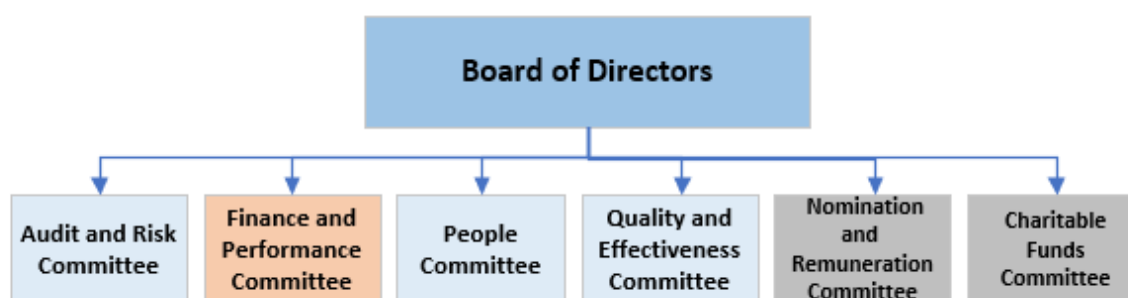 Board of Directors
Audit and Risk
Committee
Finance and
Performance
Committee
People
Committee
Quality and
Effectiveness
Committee
Nomination
and
Remuneration
Committee
Charitable
Funds
Committee